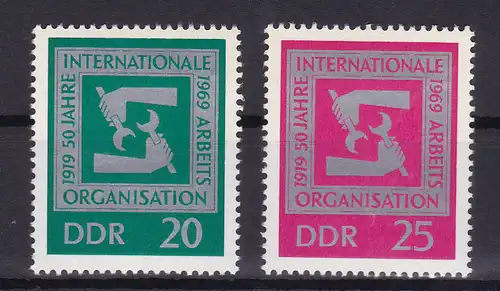 1919 50 JAHRE
INTERNATIONALE
1969 ARBEITS
ORGANISATION
DDR 20
1919 50 JAHRE
INTERNATIONALE
1969 ARBEITS
ORGANISATION
DDR 25